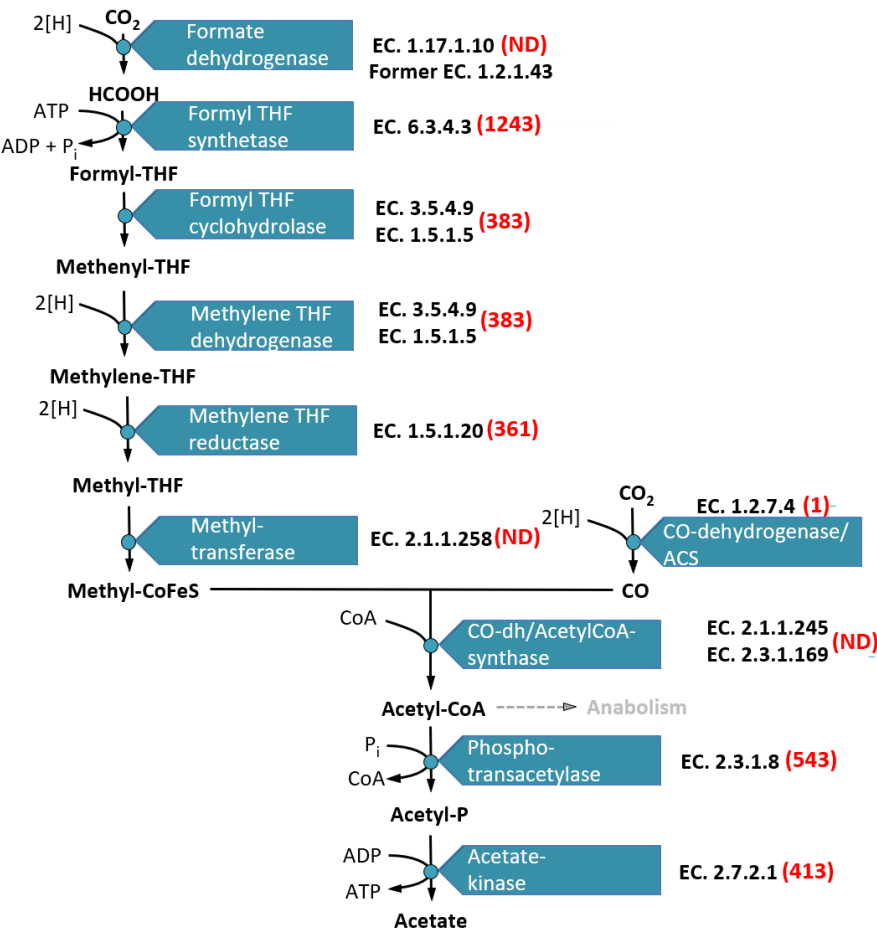 2[H]
CO2
Formate
dehydrogenase
EC. 1.17.1.10 (ND)
Former EC. 1.2.1.43
HCOOH
ATP
ADP + Pi
Formyl THF
synthetase
EC. 6.3.4.3 (1243)
Formyl-THF
Formyl THF
cyclohydrolase
EC. 3.5.4.9
EC. 1.5.1.5
(383)
Methenyl-THF
2[H]
Methylene THF
dehydrogenase
EC. 3.5.4.9
EC. 1.5.1.5
(383)
Methylene-THF
2[H]
Methylene THF
reductase
EC. 1.5.1.20 (361)
Methyl-THF
Methyl-
transferase
EC. 2.1.1.258 (ND)
CO2
2[H]
EC. 1.2.7.4 (1)
CO-dehydrogenase/
ACS
Methyl-CoFeS
CO
CoA
CO-dh/AcetylCoA-
synthase
EC. 2.1.1.245
EC. 2.3.1.169
(ND)
Acetyl-CoA
Anabolism
Pi
CoA
Phospho-
transacetylase
EC. 2.3.1.8 (543)
Acetyl-P
ADP
ATP
Acetate-
kinase
EC. 2.7.2.1 (413)
Acetate